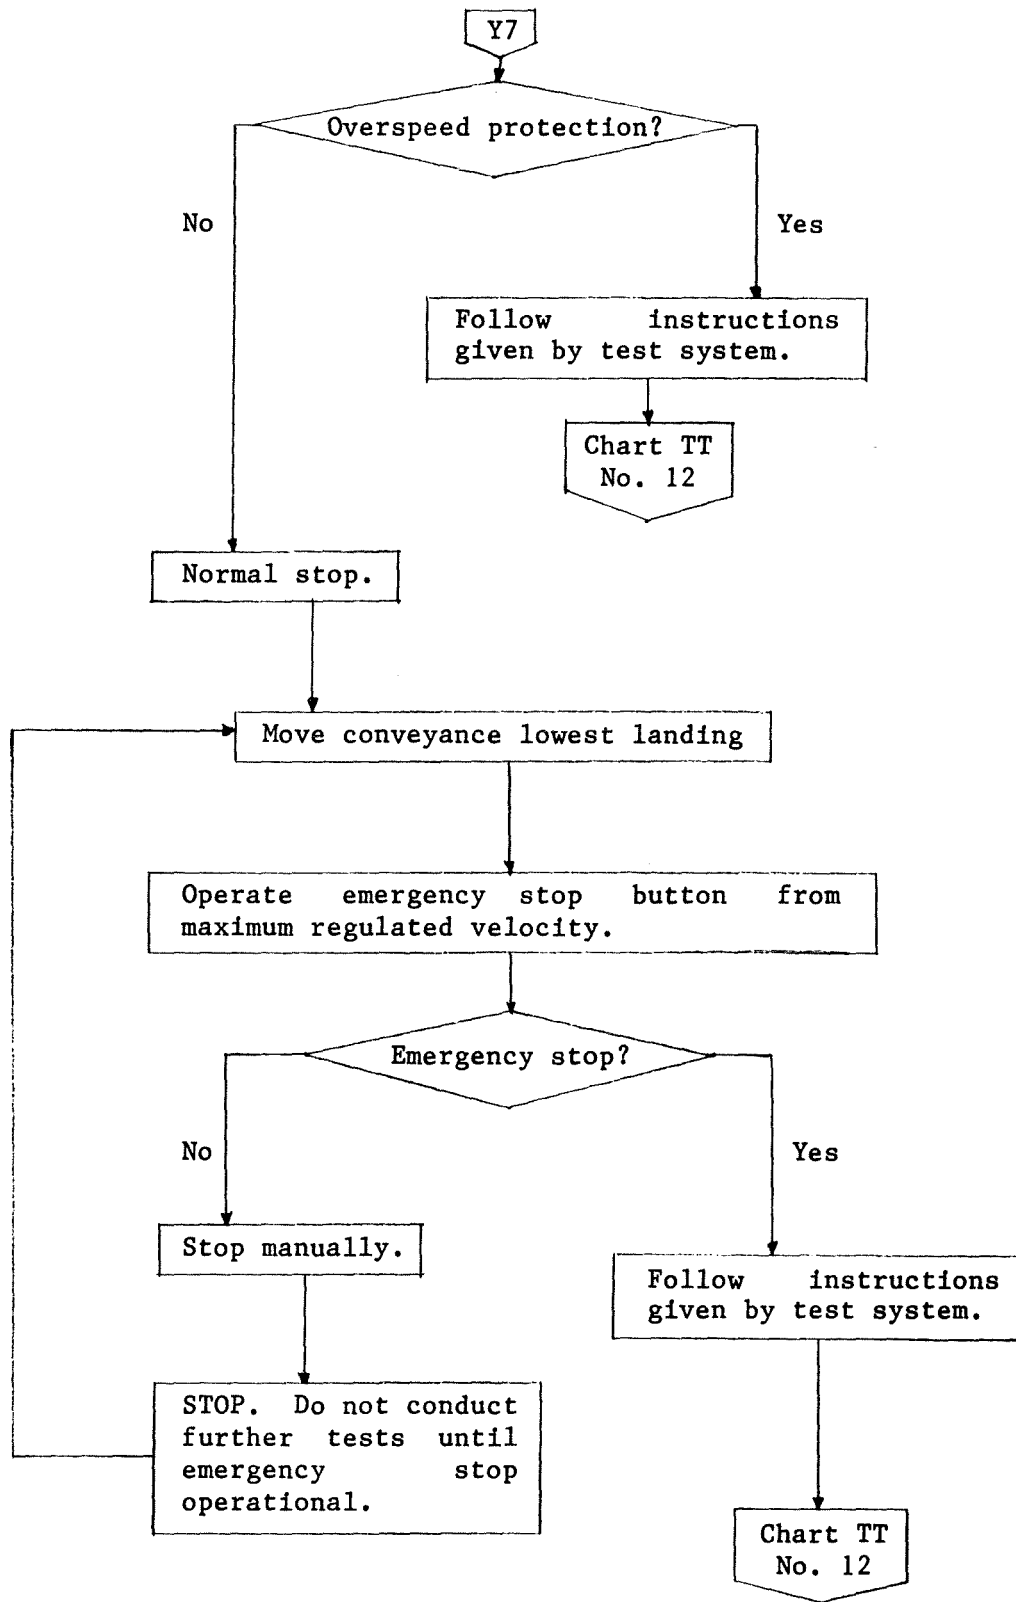 Y7
Overspeed protection?
No
Yes
Follow instructions
given by test system.
Chart TT
No. 12
Normal stop.
Move conveyance lowest landing
Operate emergency stop button from
maximum regulated velocity.
Emergency stop?
No
Yes
Stop manually.
Follow instructions
given by test system.
STOP. Do not conduct
further tests until
emergency stop
operational.
Chart TT
No. 12